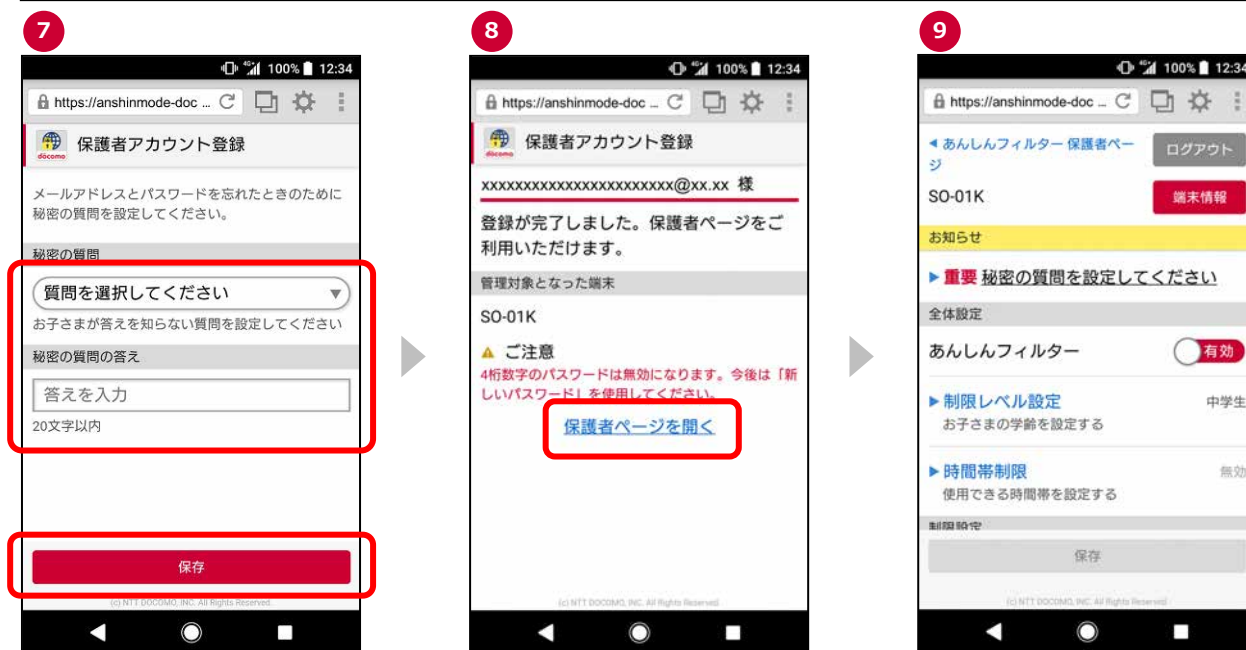 7
100% 12:34
https://anshinmode-doc ...
docomo
保護者アカウント登録
メールアドレスとパスワードを忘れたときのために
秘密の質問を設定してください。
秘密の質問
質問を選択してください
お子さまが答えを知らない質問を設定してください
秘密の質問の答え
答えを入力
20文字以内
保存
(c) NTT DOCOMO, INC. All Rights Reserved.
8
100% 12:34
https://anshinmode-doc ...
docomo
保護者アカウント登録
xxxxxxxxxxxxxxxxxxxxxxx@xx.xx 様
登録が完了しました。保護者ページをご
利用いただけます。
管理対象となった端末
SO-01K
ご注意
4桁数字のパスワードは無効になります。今後は「新
しいパスワード」を使用してください。
保護者ページを開く
(c) NTT DOCOMO, INC. All Rights Reserved.
9
100% 12:34
https://anshinmode-doc ...
あんしんフィルター 保護者ペー
ジ
ログアウト
SO-01K
端末情報
お知らせ
重要 秘密の質問を設定してください
全体設定
あんしんフィルター
有効
制限レベル設定
中学生
お子さまの学齢を設定する
時間帯制限
無効
使用できる時間帯を設定する
制限設定
保存
(c) NTT DOCOMO, INC. All Rights Reserved.